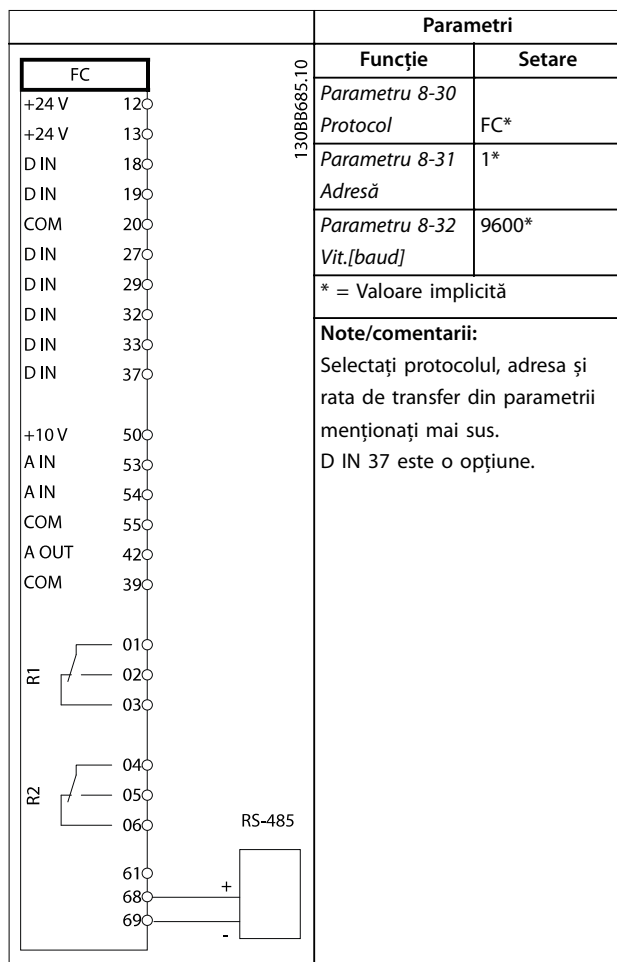 Parametri
Funcție Setare
Parametru 8-30
Protocol FC*
Parametru 8-31 1*
Adresă
Parametru 8-32 9600*
Vit.[baud]
* = Valoare implicită
Note/comentarii:
Selectați protocolul, adresa și
rata de transfer din parametrii
menționați mai sus.
D IN 37 este o opțiune.
130BB685.10
FC
+24 V 12
+24 V 13
D IN 18
D IN 19
COM 20
D IN 27
D IN 29
D IN 32
D IN 33
D IN 37
+10 V 50
A IN 53
A IN 54
COM 55
A OUT 42
COM 39
R1
01
02
03
R2
04
05
06
RS-485
61
68 +
69 -